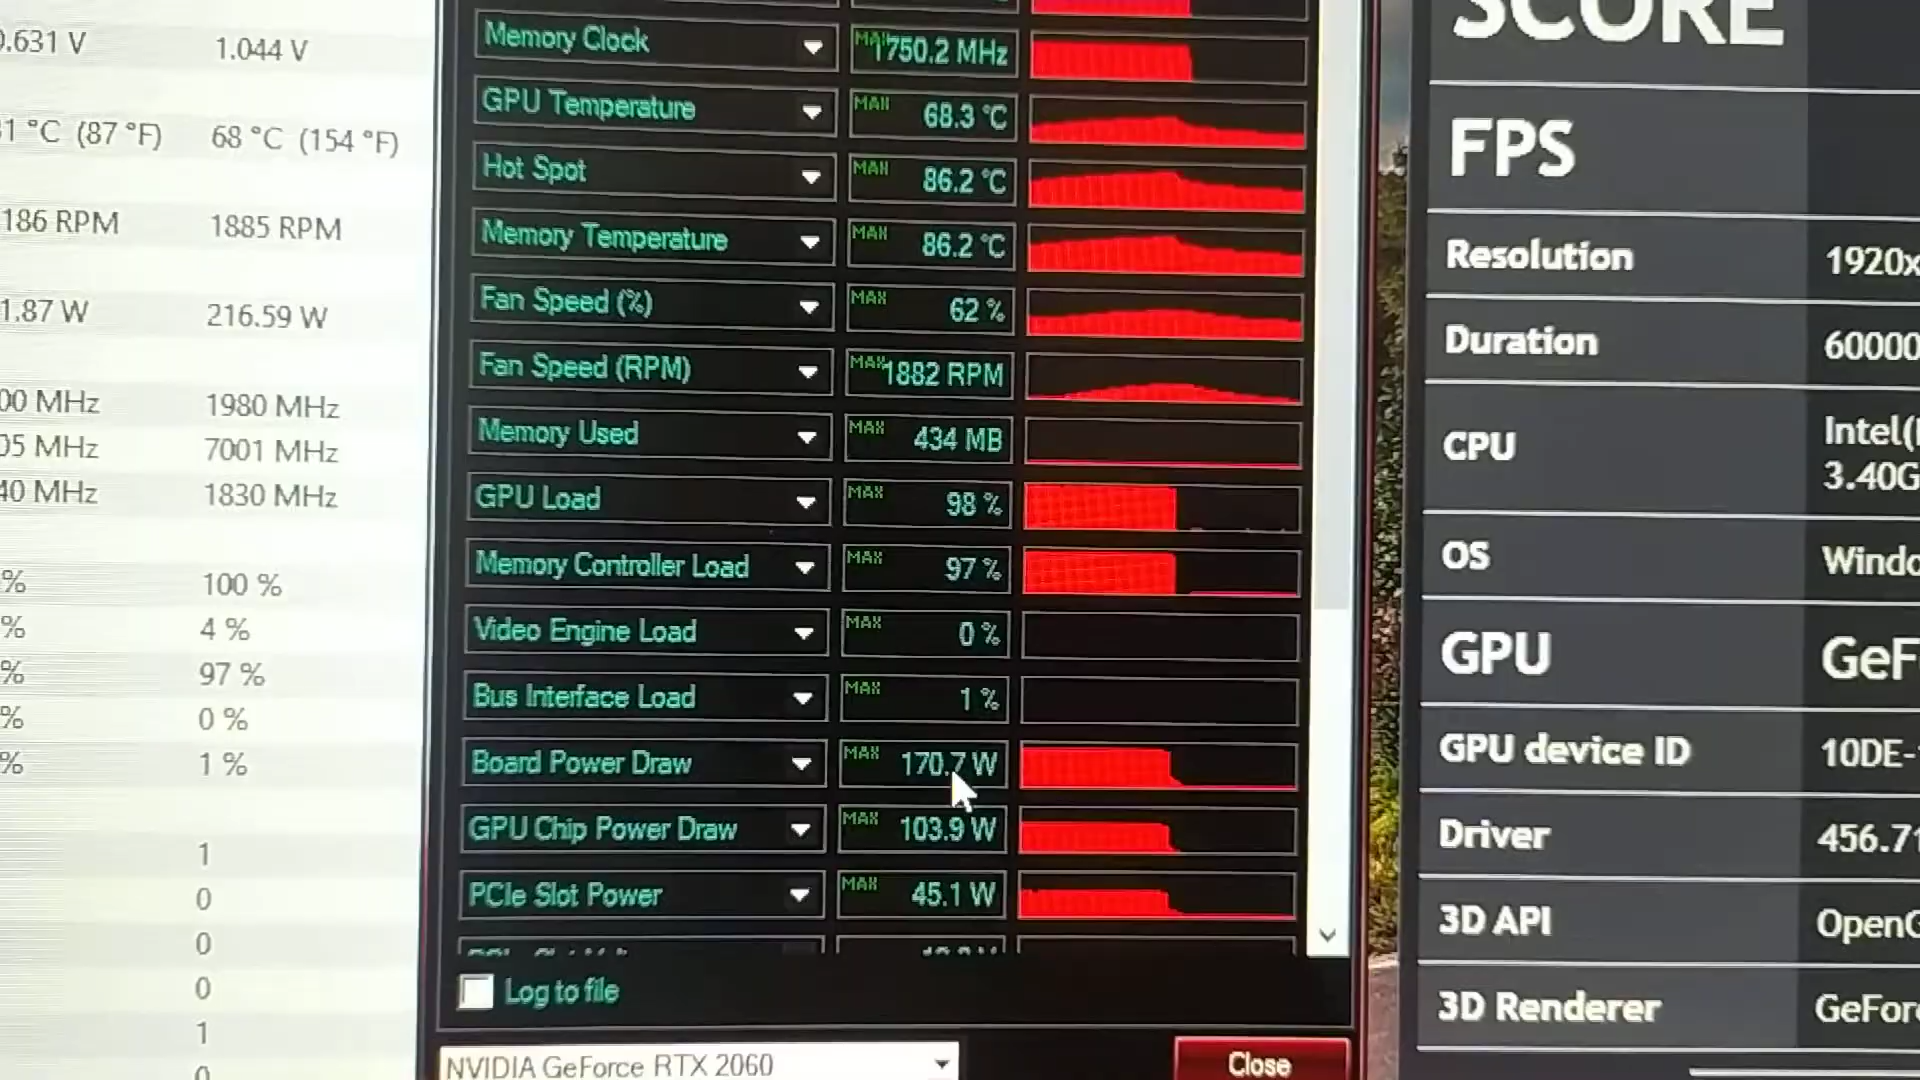 0.631 V 1.044 V
31 °C (87 °F) 68 °C (154 °F)
186 RPM 1885 RPM
1.87 W 216.59 W
00 MHz 1980 MHz
05 MHz 7001 MHz
40 MHz 1830 MHz
% 100 %
% 4 %
% 97 %
% 0 %
% 1 %
1
0
0
0
1
0
Memory Clock MAX 1750.2 MHz
GPU Temperature MAX 68.3 °C
Hot Spot MAX 86.2 °C
Memory Temperature MAX 86.2 °C
Fan Speed (%) MAX 62 %
Fan Speed (RPM) MAX 1882 RPM
Memory Used MAX 434 MB
GPU Load MAX 98 %
Memory Controller Load MAX 97 %
Video Engine Load MAX 0 %
Bus Interface Load MAX 1 %
Board Power Draw MAX 170.7 W
GPU Chip Power Draw MAX 103.9 W
PCIe Slot Power MAX 45.1 W
Log to file
NVIDIA GeForce RTX 2060 Close
SCORE
FPS
Resolution 1920x
Duration 60000
CPU Intel(
3.40G
OS Windo
GPU GeF
GPU device ID 10DE-
Driver 456.71
3D API OpenG
3D Renderer GeFor